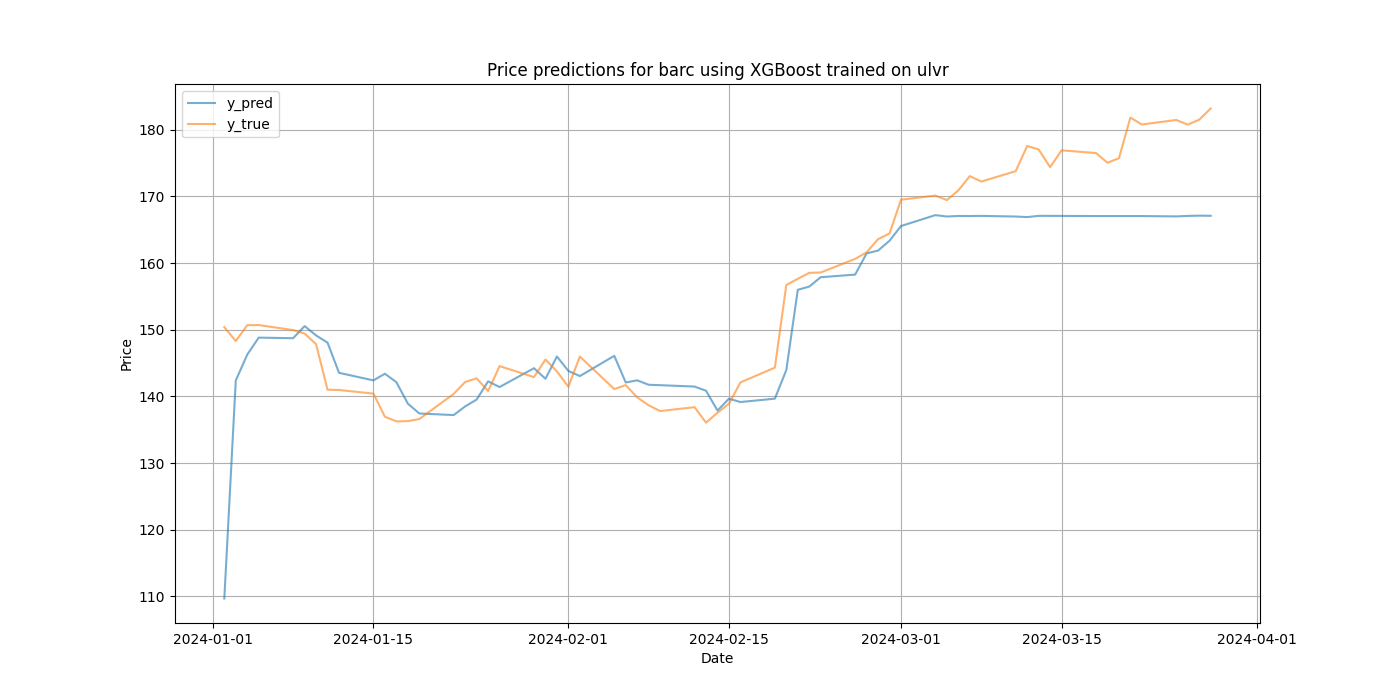 Price predictions for barc using XGBoost trained on ulvr
y_pred
y_true
180
170
160
150
140
130
120
110
Price
2024-01-01 2024-01-15 2024-02-01 2024-02-15 2024-03-01 2024-03-15 2024-04-01
Date